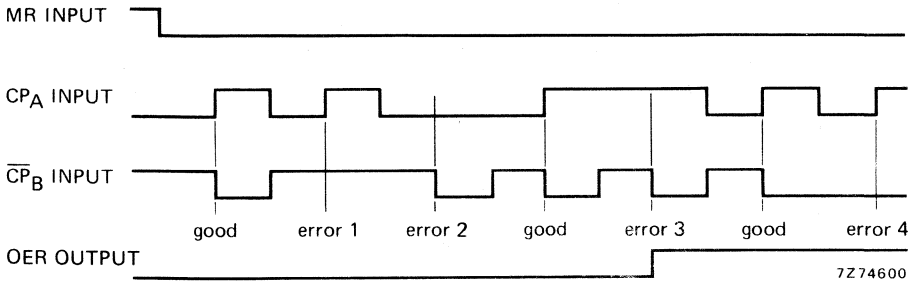 MR INPUT
CPA INPUT
C̅P̅B INPUT
good error 1 error 2 good error 3 good error 4
OER OUTPUT
7Z74600